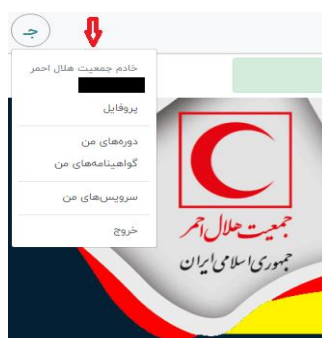 جـ
خادم جمعیت هلال احمر
پروفایل
دوره‌های من
گواهینامه‌های من
سرویس‌های من
خروج
جمعیت هلال احمر
جمهوری اسلامی ایران